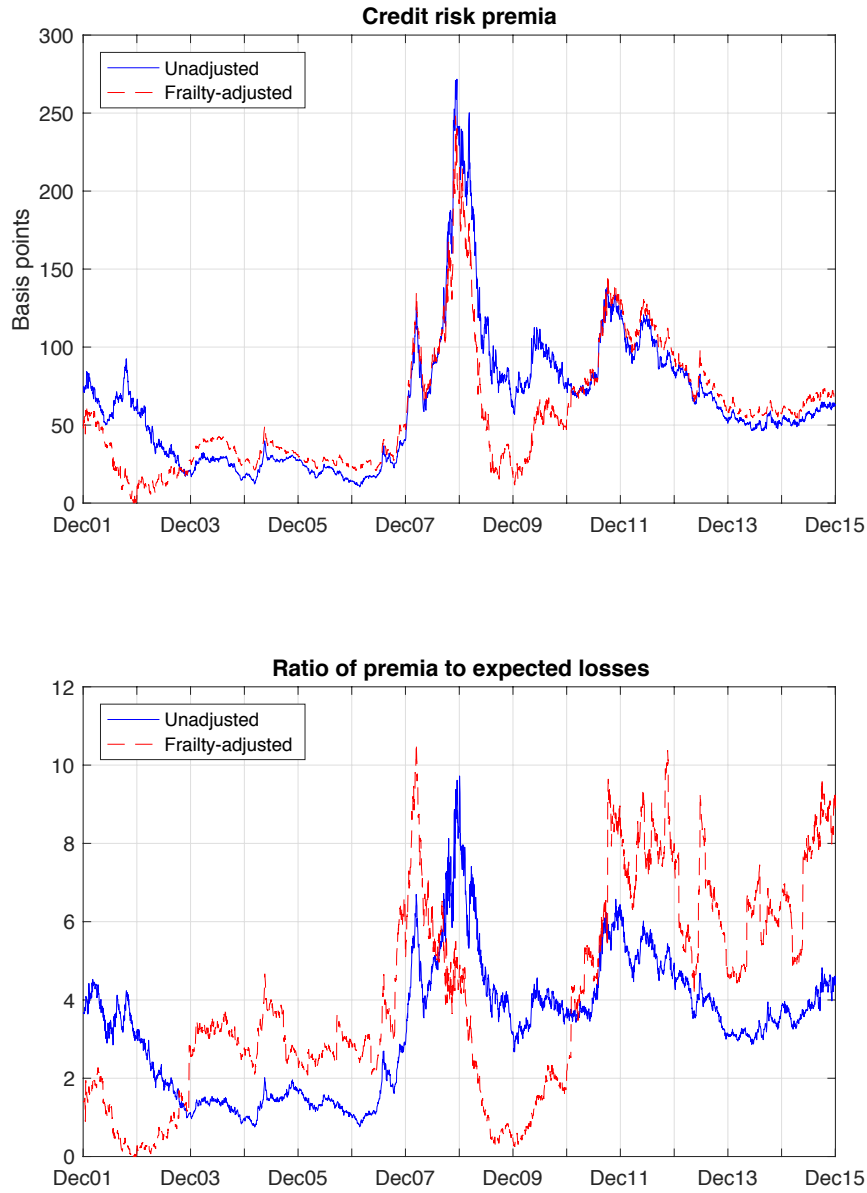 Credit risk premia
300
Unadjusted
Frailty-adjusted
250
200
150
100
50
0
Basis points
Dec01 Dec03 Dec05 Dec07 Dec09 Dec11 Dec13 Dec15
Ratio of premia to expected losses
12
Unadjusted
Frailty-adjusted
10
8
6
4
2
0
Dec01 Dec03 Dec05 Dec07 Dec09 Dec11 Dec13 Dec15